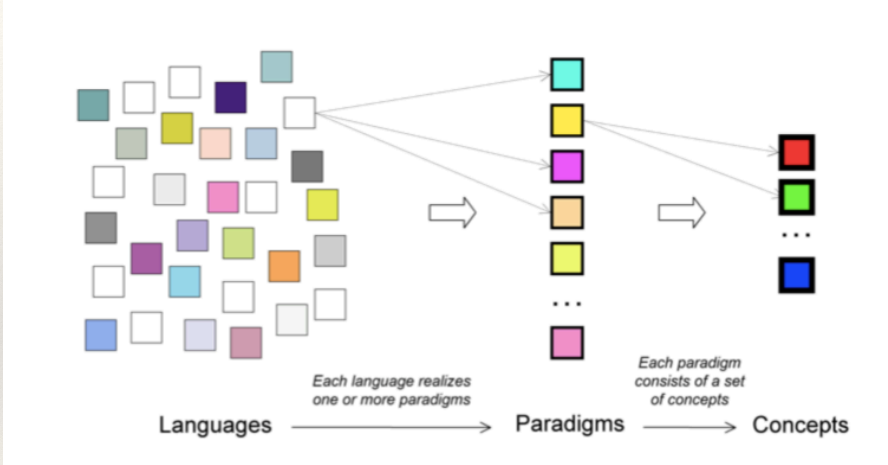 ...
...
Each language realizes
one or more paradigms
Each paradigm
consists of a set
of concepts
Languages
Paradigms
Concepts